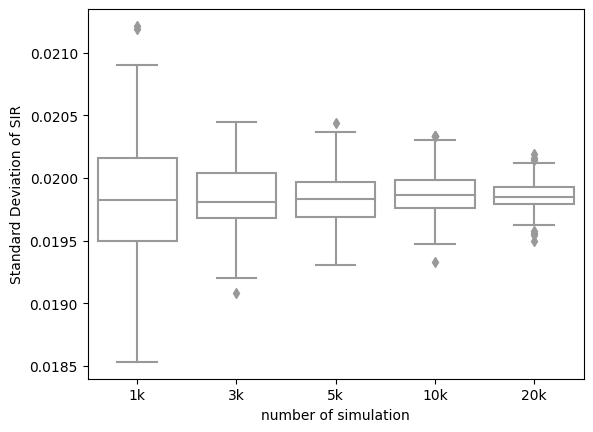 Standard Deviation of SIR
0.0210
0.0205
0.0200
0.0195
0.0190
0.0185
1k 3k 5k 10k 20k
number of simulation